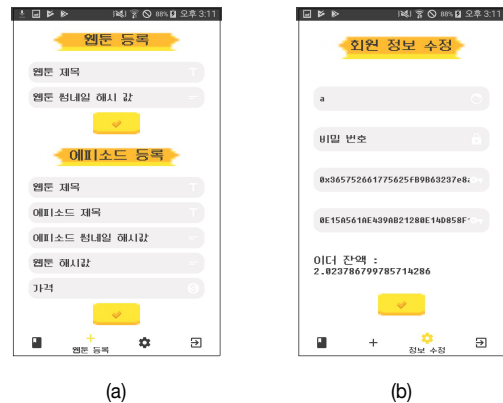 88% 오후 3:11
웹툰 등록
웹툰 제목
웹툰 썸네일 해시 값
에피소드 등록
웹툰 제목
에피소드 제목
에피소드 썸네일 해시값
웹툰 해시값
가격
웹툰 등록
(a)
88% 오후 3:11
회원 정보 수정
a
비밀 번호
0x365752661775625fB9B63237e8
0E15A561AE439AB21280E14D858F
이더 잔액 :
2.023786799785714286
정보 수정
(b)